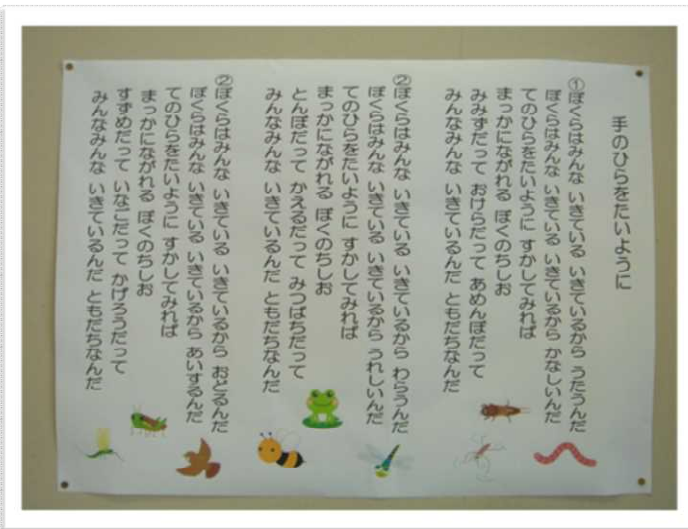 手のひらをたいように
①ぼくらはみんな いきている いきているから うたうんだ
ぼくらはみんな いきている いきているから かなしいんだ
てのひらをたいように すかしてみれば
まっかにながれる ぼくのちしお
みみずだって おけらだって あめんぼだって
みんなみんな いきているんだ ともだちなんだ
②ぼくらはみんな いきている いきているから わらうんだ
ぼくらはみんな いきている いきているから うれしいんだ
てのひらをたいように すかしてみれば
まっかにながれる ぼくのちしお
とんぼだって かえるだって みつばちだって
みんなみんな いきているんだ ともだちなんだ
②ぼくらはみんな いきている いきているから おどるんだ
ぼくらはみんな いきている いきているから あいするんだ
てのひらをたいように すかしてみれば
まっかにながれる ぼくのちしお
すずめだって いなごだって かげろうだって
みんなみんな いきているんだ ともだちなんだ